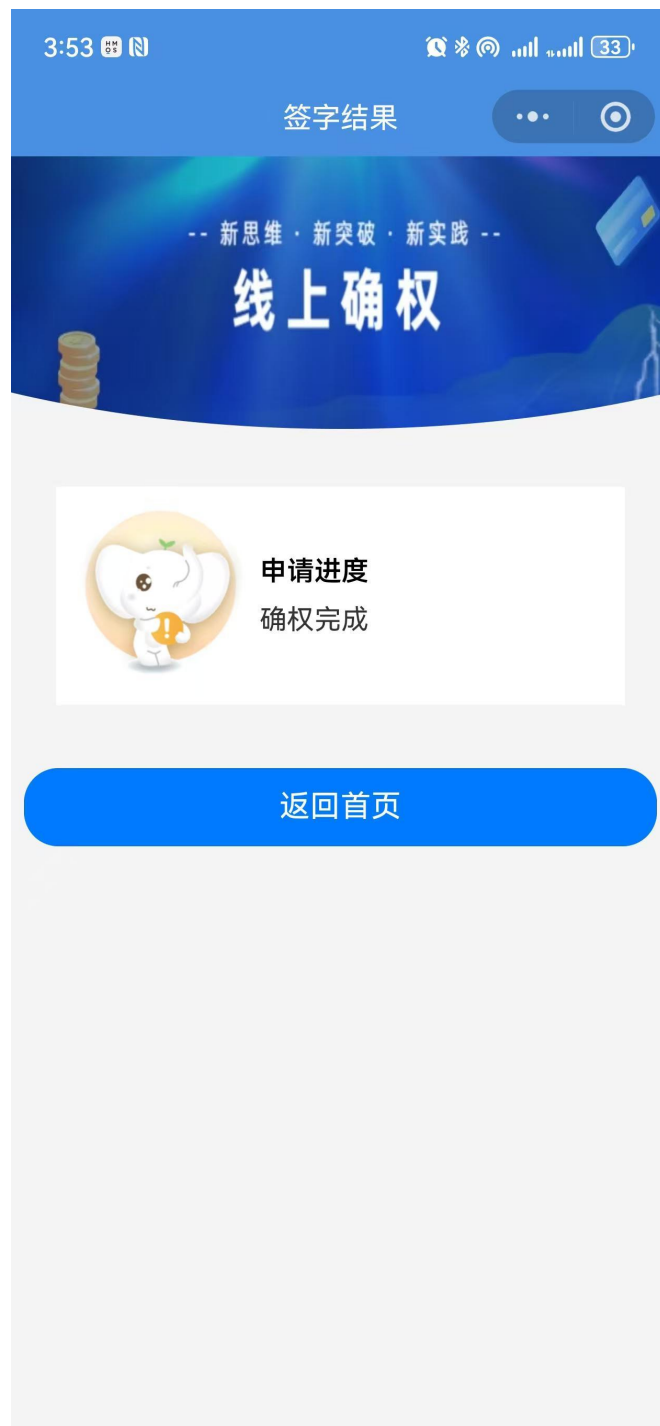 3:53
33
签字结果
-- 新思维 · 新突破 · 新实践 --
线上确权
申请进度
确权完成
返回首页